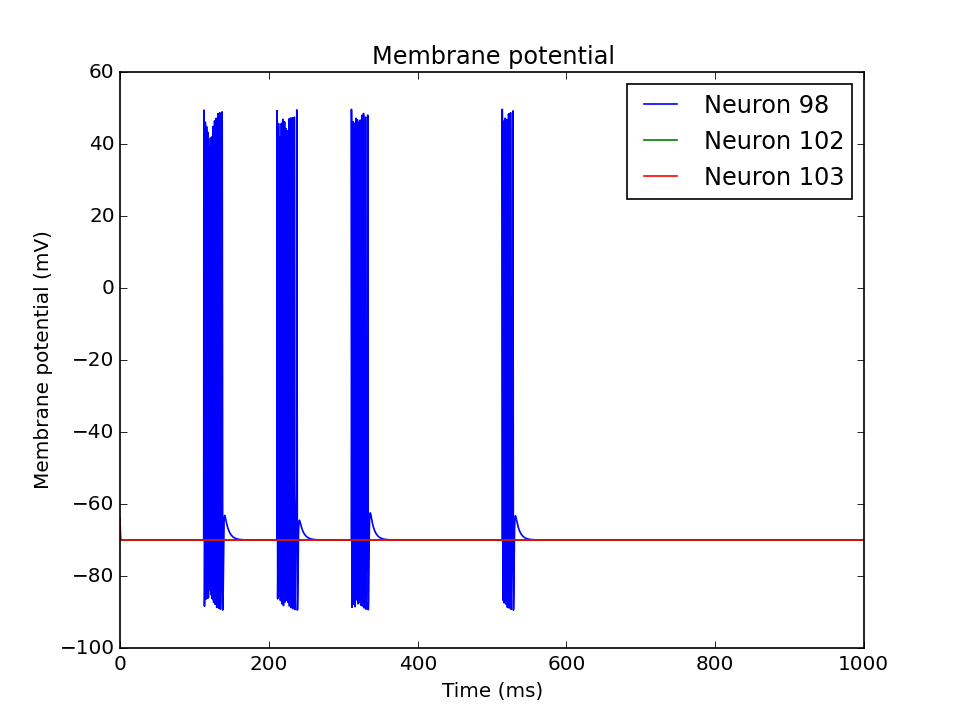 Membrane potential
60
40
20
0
−20
−40
−60
−80
−100
Membrane potential (mV)
Neuron 98
Neuron 102
Neuron 103
0 200 400 600 800 1000
Time (ms)